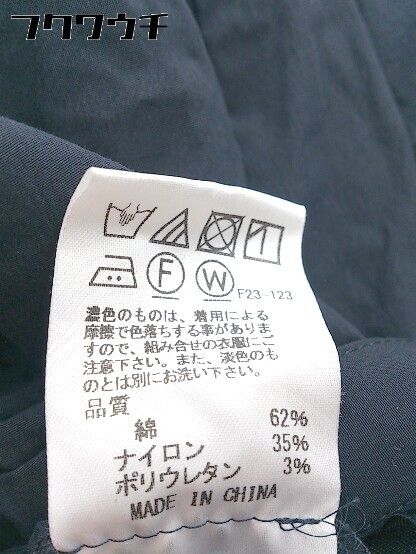 フクワウチ
F
W
F23-123
濃色のものは、着用による
摩擦で色落ちする事がありま
すので、組み合せの衣服にご
注意下さい。また、淡色のも
のとは別にお洗い下さい。
品質
綿 62%
ナイロン 35%
ポリウレタン 3%
MADE IN CHINA